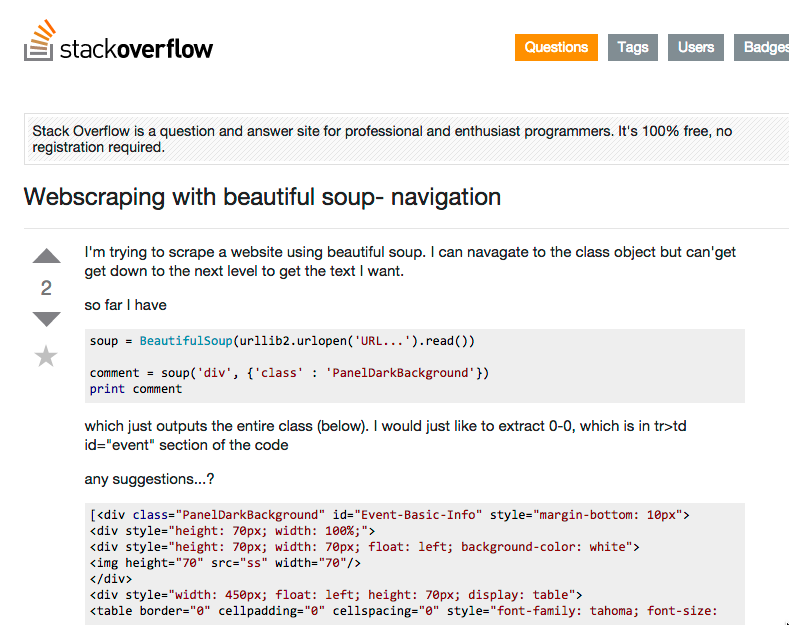 stackoverflow
Questions Tags Users Badges
Stack Overflow is a question and answer site for professional and enthusiast programmers. It's 100% free, no
registration required.
Webscraping with beautiful soup- navigation
I'm trying to scrape a website using beautiful soup. I can navagate to the class object but can'get
get down to the next level to get the text I want.
2
so far I have
soup = BeautifulSoup(urllib2.urlopen('URL...').read())
comment = soup('div', {'class' : 'PanelDarkBackground'})
print comment
which just outputs the entire class (below). I would just like to extract 0-0, which is in tr>td
id="event" section of the code
any suggestions...?
[<div class="PanelDarkBackground" id="Event-Basic-Info" style="margin-bottom: 10px">
<div style="height: 70px; width: 100%;">
<div style="height: 70px; width: 70px; float: left; background-color: white">
<img height="70" src="ss" width="70"/>
</div>
<div style="width: 450px; float: left; height: 70px; display: table">
<table border="0" cellpadding="0" cellspacing="0" style="font-family: tahoma; font-size: